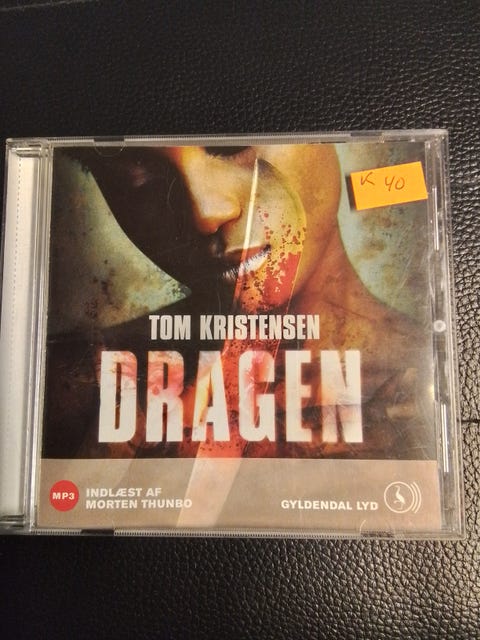 K 40
TOM KRISTENSEN
DRAGEN
MP3
INDLÆST AF
MORTEN THUNBO
GYLDENDAL LYD